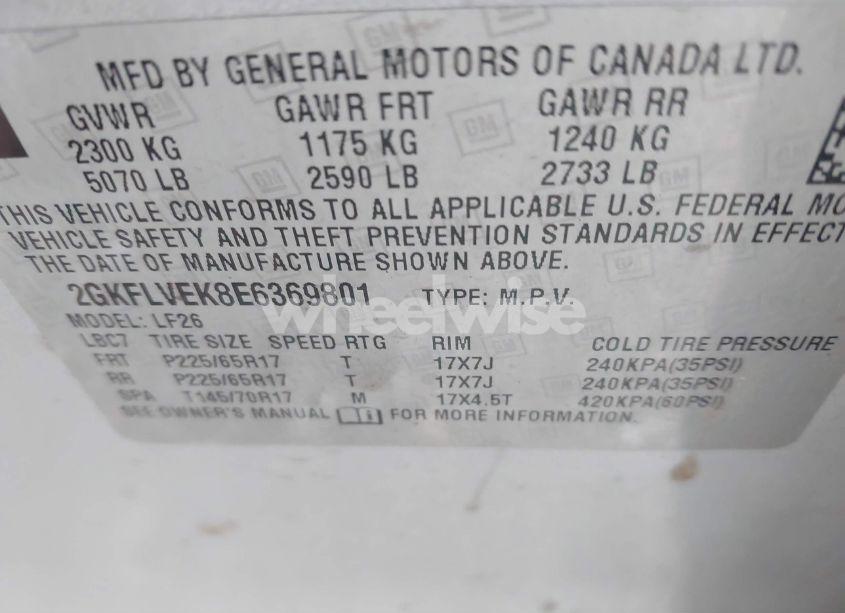 MFD BY GENERAL MOTORS OF CANADA LTD.
GVWR GAWR FRT GAWR RR
2300 KG 1175 KG 1240 KG
5070 LB 2590 LB 2733 LB
THIS VEHICLE CONFORMS TO ALL APPLICABLE U.S. FEDERAL MO
VEHICLE SAFETY AND THEFT PREVENTION STANDARDS IN EFFECT
THE DATE OF MANUFACTURE SHOWN ABOVE.
2GKFLVEK8E6369801 TYPE: M.P.V.
wheelwise
MODEL: LF26
LBC7 TIRE SIZE SPEED RTG RIM COLD TIRE PRESSURE
FRT P225/65R17 T 17X7J 240KPA(35PSI)
RR P225/65R17 T 17X7J 240KPA(35PSI)
SPA T145/70R17 M 17X4.5T 420KPA(60PSI)
SEE OWNER'S MANUAL FOR MORE INFORMATION.